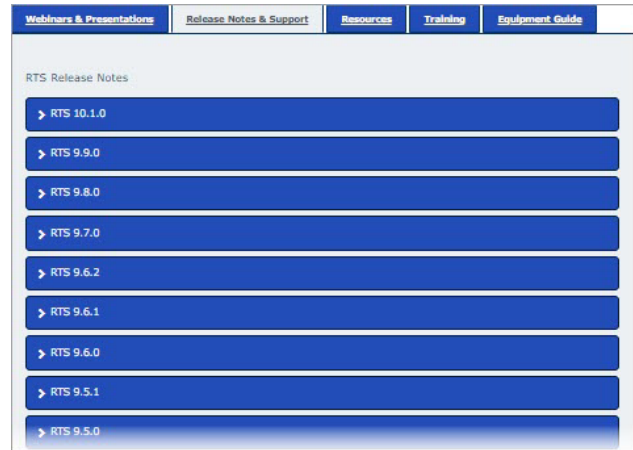 Webinars & Presentations Release Notes & Support Resources Training Equipment Guide
RTS Release Notes
RTS 10.1.0
RTS 9.9.0
RTS 9.8.0
RTS 9.7.0
RTS 9.6.2
RTS 9.6.1
RTS 9.6.0
RTS 9.5.1
RTS 9.5.0